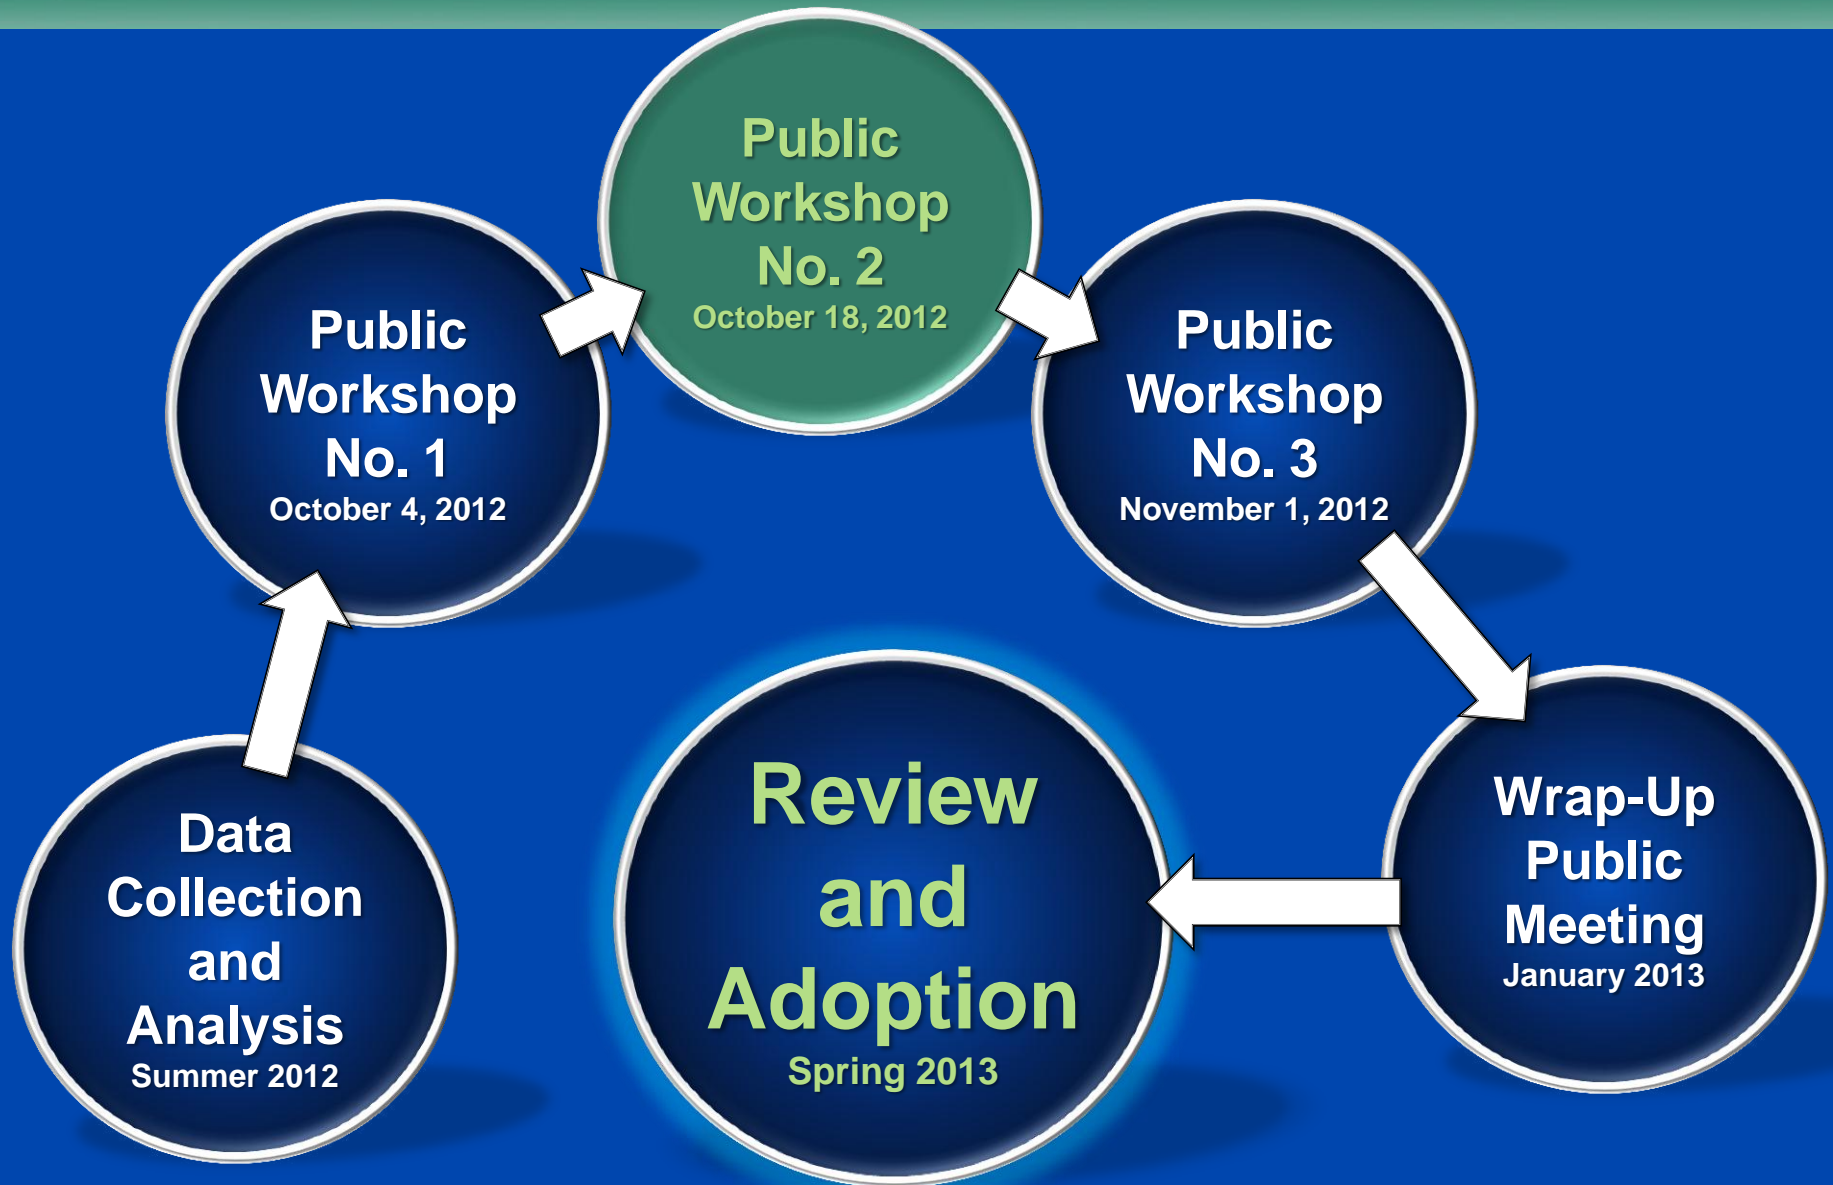 Data
Collection
and
Analysis
Summer 2012
Public
Workshop
No. 1
October 4, 2012
Public
Workshop
No. 2
October 18, 2012
Public
Workshop
No. 3
November 1, 2012
Wrap-Up
Public
Meeting
January 2013
Review
and
Adoption
Spring 2013